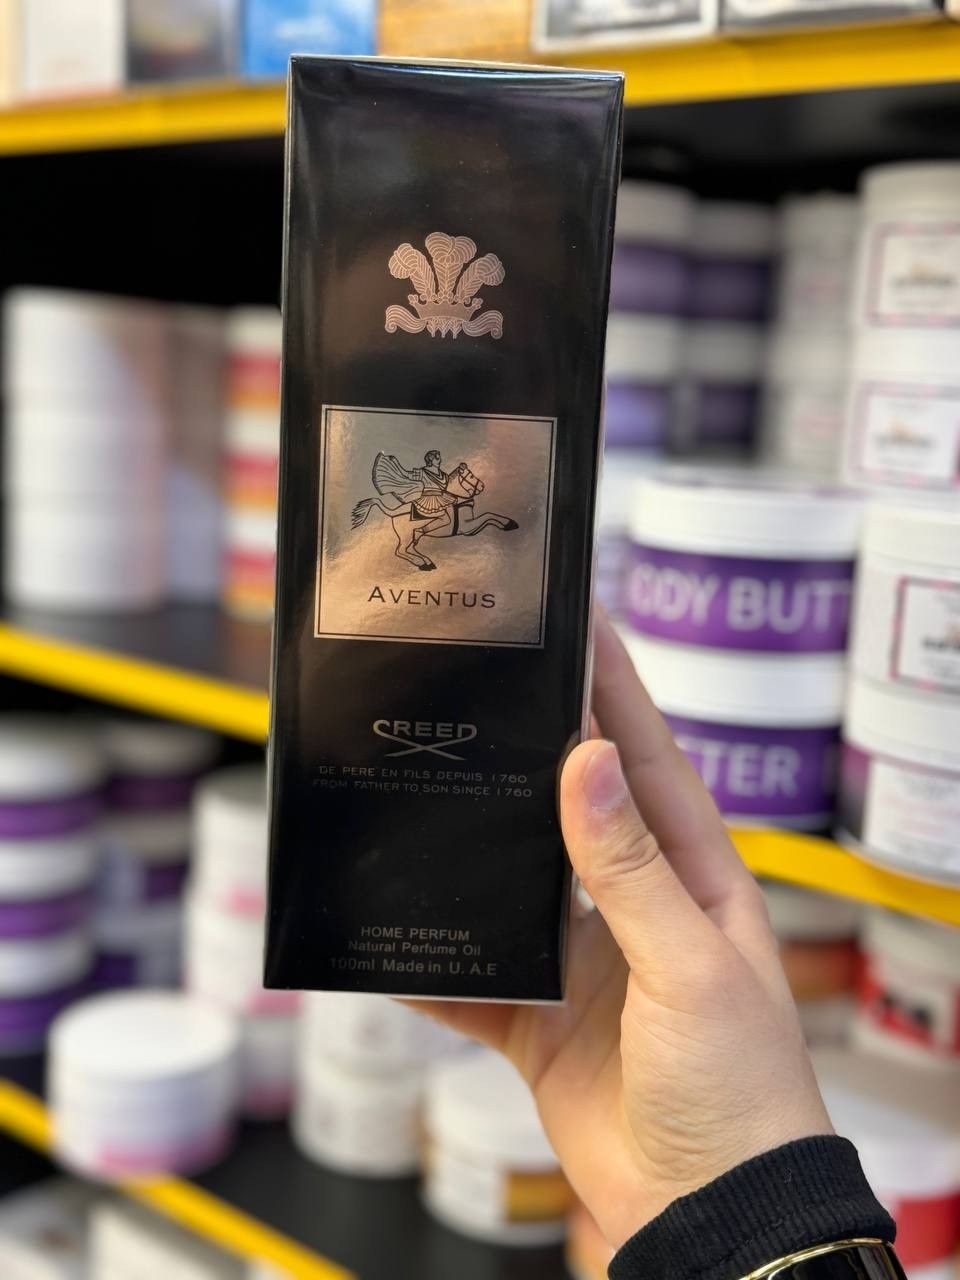 AVENTUS
CREED
DE PERE EN FILS DEPUIS 1760
FROM FATHER TO SON SINCE 1760
HOME PERFUM
Natural Perfume Oil
100ml Made in U. A.E
ODY BUTT
TTER